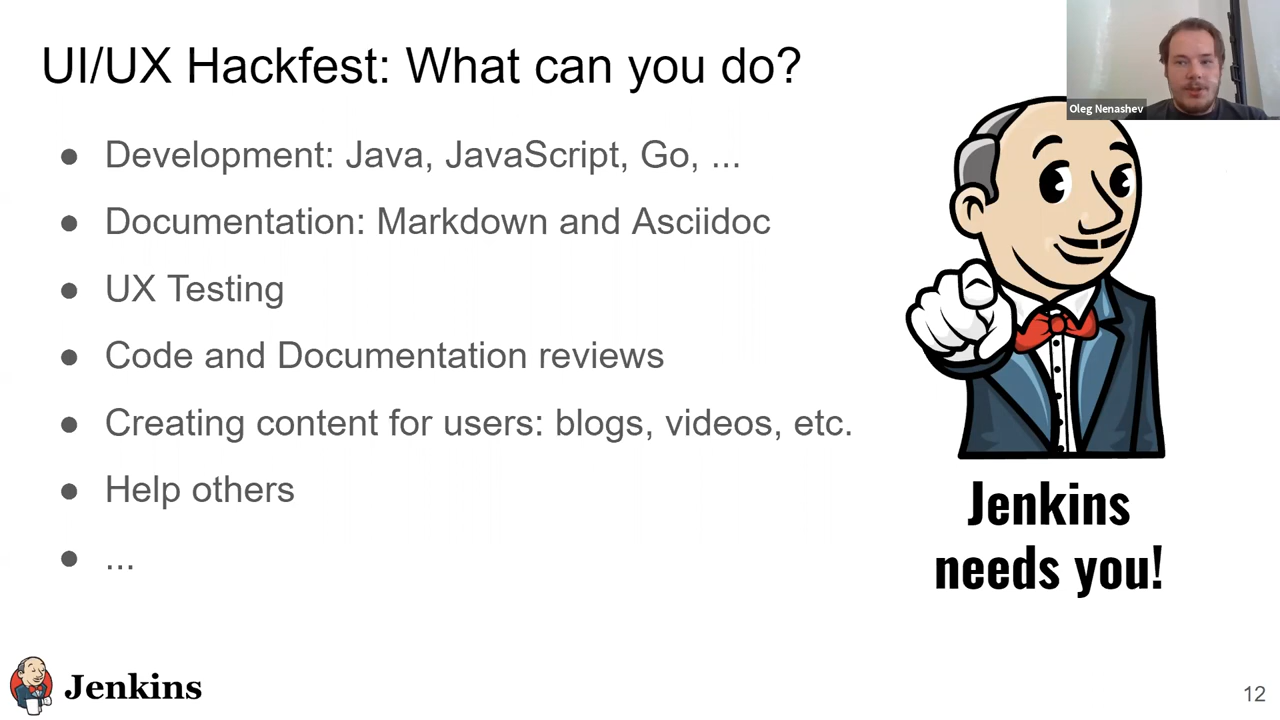 UI/UX Hackfest: What can you do?
Oleg Nenashev
● Development: Java, JavaScript, Go, ...
● Documentation: Markdown and Asciidoc
● UX Testing
● Code and Documentation reviews
● Creating content for users: blogs, videos, etc.
● Help others
● ...
Jenkins
needs you!
Jenkins
12